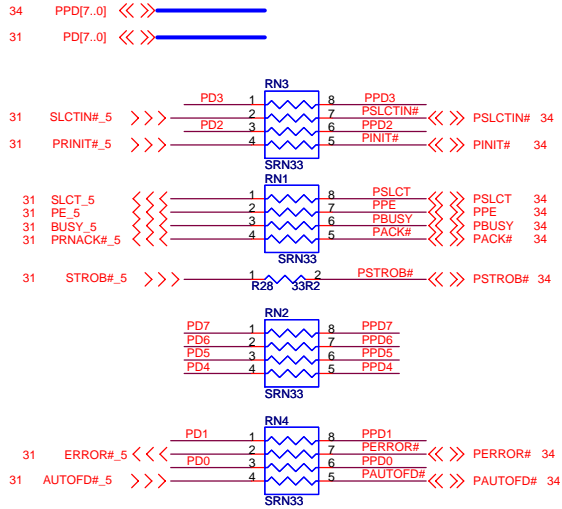 34 PPD[7..0]
31 PD[7..0]
RN3
PD3 1 8 PPD3
31 SLCTIN#_5 2 7 PSLCTIN# PSLCTIN# 34
PD2 3 6 PPD2
31 PRINIT#_5 4 5 PINIT# PINIT# 34
SRN33
RN1
31 SLCT_5 1 8 PSLCT PSLCT 34
31 PE_5 2 7 PPE PPE 34
31 BUSY_5 3 6 PBUSY PBUSY 34
31 PRNACK#_5 4 5 PACK# PACK# 34
SRN33
31 STROB#_5 1 2 PSTROB# PSTROB# 34
R28 33R2
RN2
PD7 1 8 PPD7
PD6 2 7 PPD6
PD5 3 6 PPD5
PD4 4 5 PPD4
SRN33
RN4
PD1 1 8 PPD1
31 ERROR#_5 2 7 PERROR# PERROR# 34
PD0 3 6 PPD0
31 AUTOFD#_5 4 5 PAUTOFD# PAUTOFD# 34
SRN33